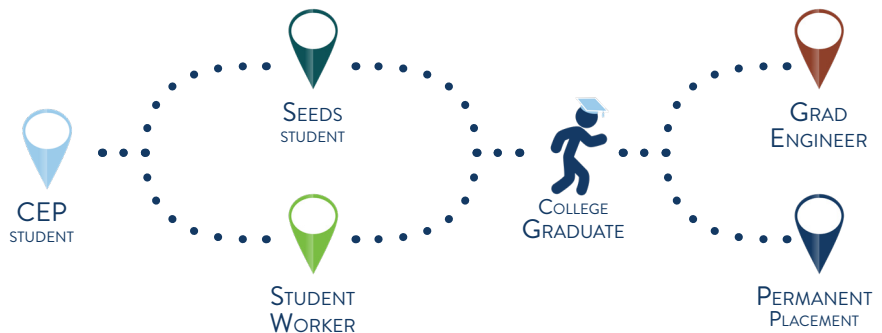 CEP
STUDENT
SEEDS
STUDENT
STUDENT
WORKER
COLLEGE
GRADUATE
GRAD
ENGINEER
PERMANENT
PLACEMENT